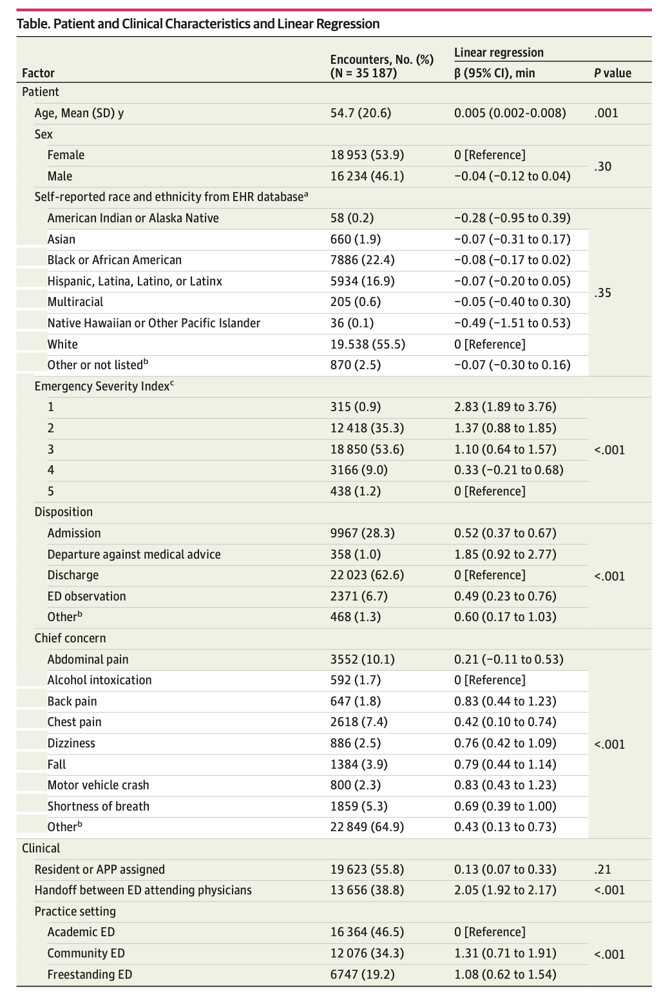 Table. Patient and Clinical Characteristics and Linear Regression
Factor Encounters, No. (%) (N = 35 187) Linear regression β (95% CI), min P value
Patient
Age, Mean (SD) y 54.7 (20.6) 0.005 (0.002-0.008) .001
Sex
Female 18 953 (53.9) 0 [Reference] .30
Male 16 234 (46.1) −0.04 (−0.12 to 0.04)
Self-reported race and ethnicity from EHR databaseᵃ
American Indian or Alaska Native 58 (0.2) −0.28 (−0.95 to 0.39) .35
Asian 660 (1.9) −0.07 (−0.31 to 0.17)
Black or African American 7886 (22.4) −0.08 (−0.17 to 0.02)
Hispanic, Latina, Latino, or Latinx 5934 (16.9) −0.07 (−0.20 to 0.05)
Multiracial 205 (0.6) −0.05 (−0.40 to 0.30)
Native Hawaiian or Other Pacific Islander 36 (0.1) −0.49 (−1.51 to 0.53)
White 19.538 (55.5) 0 [Reference]
Other or not listedᵇ 870 (2.5) −0.07 (−0.30 to 0.16)
Emergency Severity Indexᶜ
1 315 (0.9) 2.83 (1.89 to 3.76) <.001
2 12 418 (35.3) 1.37 (0.88 to 1.85)
3 18 850 (53.6) 1.10 (0.64 to 1.57)
4 3166 (9.0) 0.33 (−0.21 to 0.68)
5 438 (1.2) 0 [Reference]
Disposition
Admission 9967 (28.3) 0.52 (0.37 to 0.67) <.001
Departure against medical advice 358 (1.0) 1.85 (0.92 to 2.77)
Discharge 22 023 (62.6) 0 [Reference]
ED observation 2371 (6.7) 0.49 (0.23 to 0.76)
Otherᵇ 468 (1.3) 0.60 (0.17 to 1.03)
Chief concern
Abdominal pain 3552 (10.1) 0.21 (−0.11 to 0.53) <.001
Alcohol intoxication 592 (1.7) 0 [Reference]
Back pain 647 (1.8) 0.83 (0.44 to 1.23)
Chest pain 2618 (7.4) 0.42 (0.10 to 0.74)
Dizziness 886 (2.5) 0.76 (0.42 to 1.09)
Fall 1384 (3.9) 0.79 (0.44 to 1.14)
Motor vehicle crash 800 (2.3) 0.83 (0.43 to 1.23)
Shortness of breath 1859 (5.3) 0.69 (0.39 to 1.00)
Otherᵇ 22 849 (64.9) 0.43 (0.13 to 0.73)
Clinical
Resident or APP assigned 19 623 (55.8) 0.13 (0.07 to 0.33) .21
Handoff between ED attending physicians 13 656 (38.8) 2.05 (1.92 to 2.17) <.001
Practice setting
Academic ED 16 364 (46.5) 0 [Reference] <.001
Community ED 12 076 (34.3) 1.31 (0.71 to 1.91)
Freestanding ED 6747 (19.2) 1.08 (0.62 to 1.54)